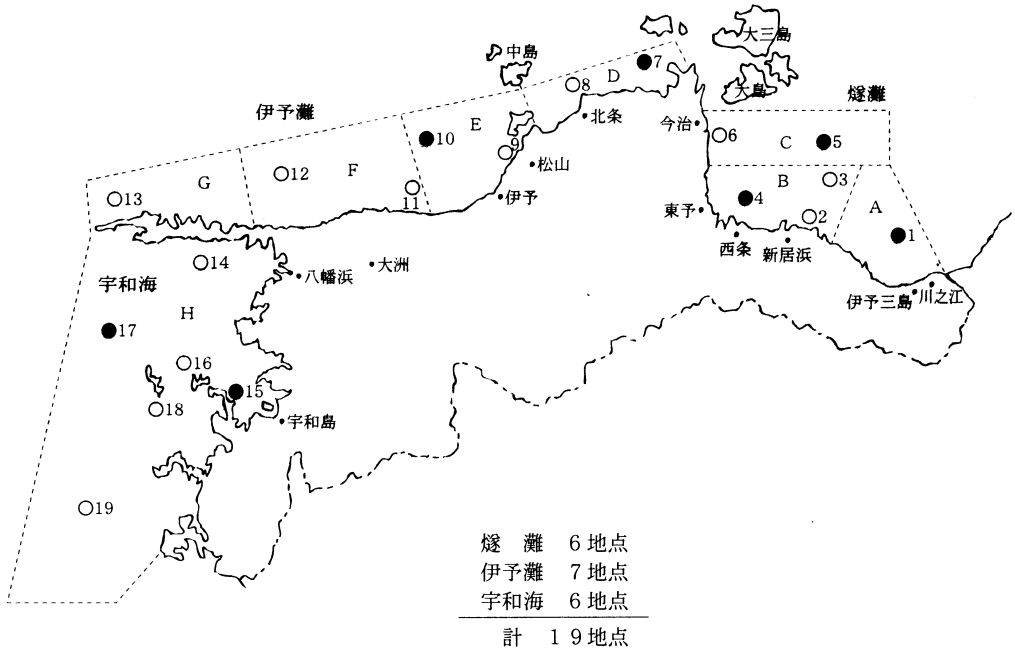 大三島
中島
7
D
8
大島
伊予灘
燧灘
北条
E
今治
6
10
C
5
9
松山
12
F
B
3
G
11
4
伊予
A
13
東予
2
1
西条
新居浜
14
大洲
八幡浜
宇和海
伊予三島
川之江
H
17
16
15
18
宇和島
19
燧 灘 6地点
伊予灘 7地点
宇和海 6地点
計 19地点